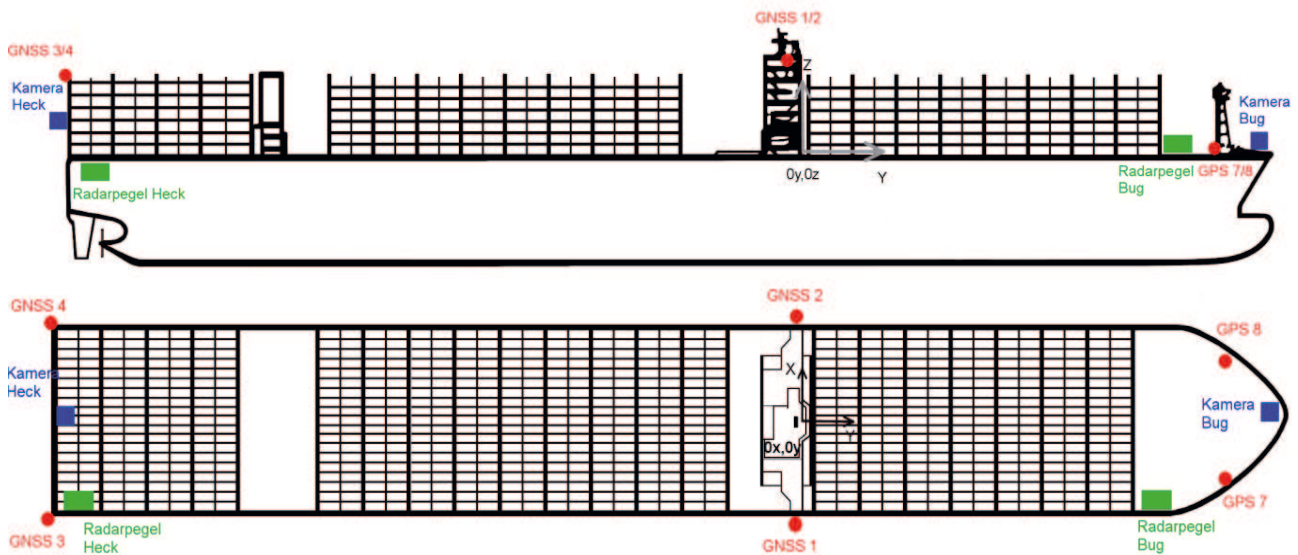 GNSS 1/2
GNSS 3/4
Z
Kamera
Heck
Kamera
Bug
Radarpegel Heck
0y,0z
Y
Radarpegel
Bug
GPS 7/8
GNSS 4
GNSS 2
GPS 8
Kamera
Heck
X
Kamera
Bug
Y
0x,0y
GPS 7
GNSS 3
Radarpegel
Heck
GNSS 1
Radarpegel
Bug